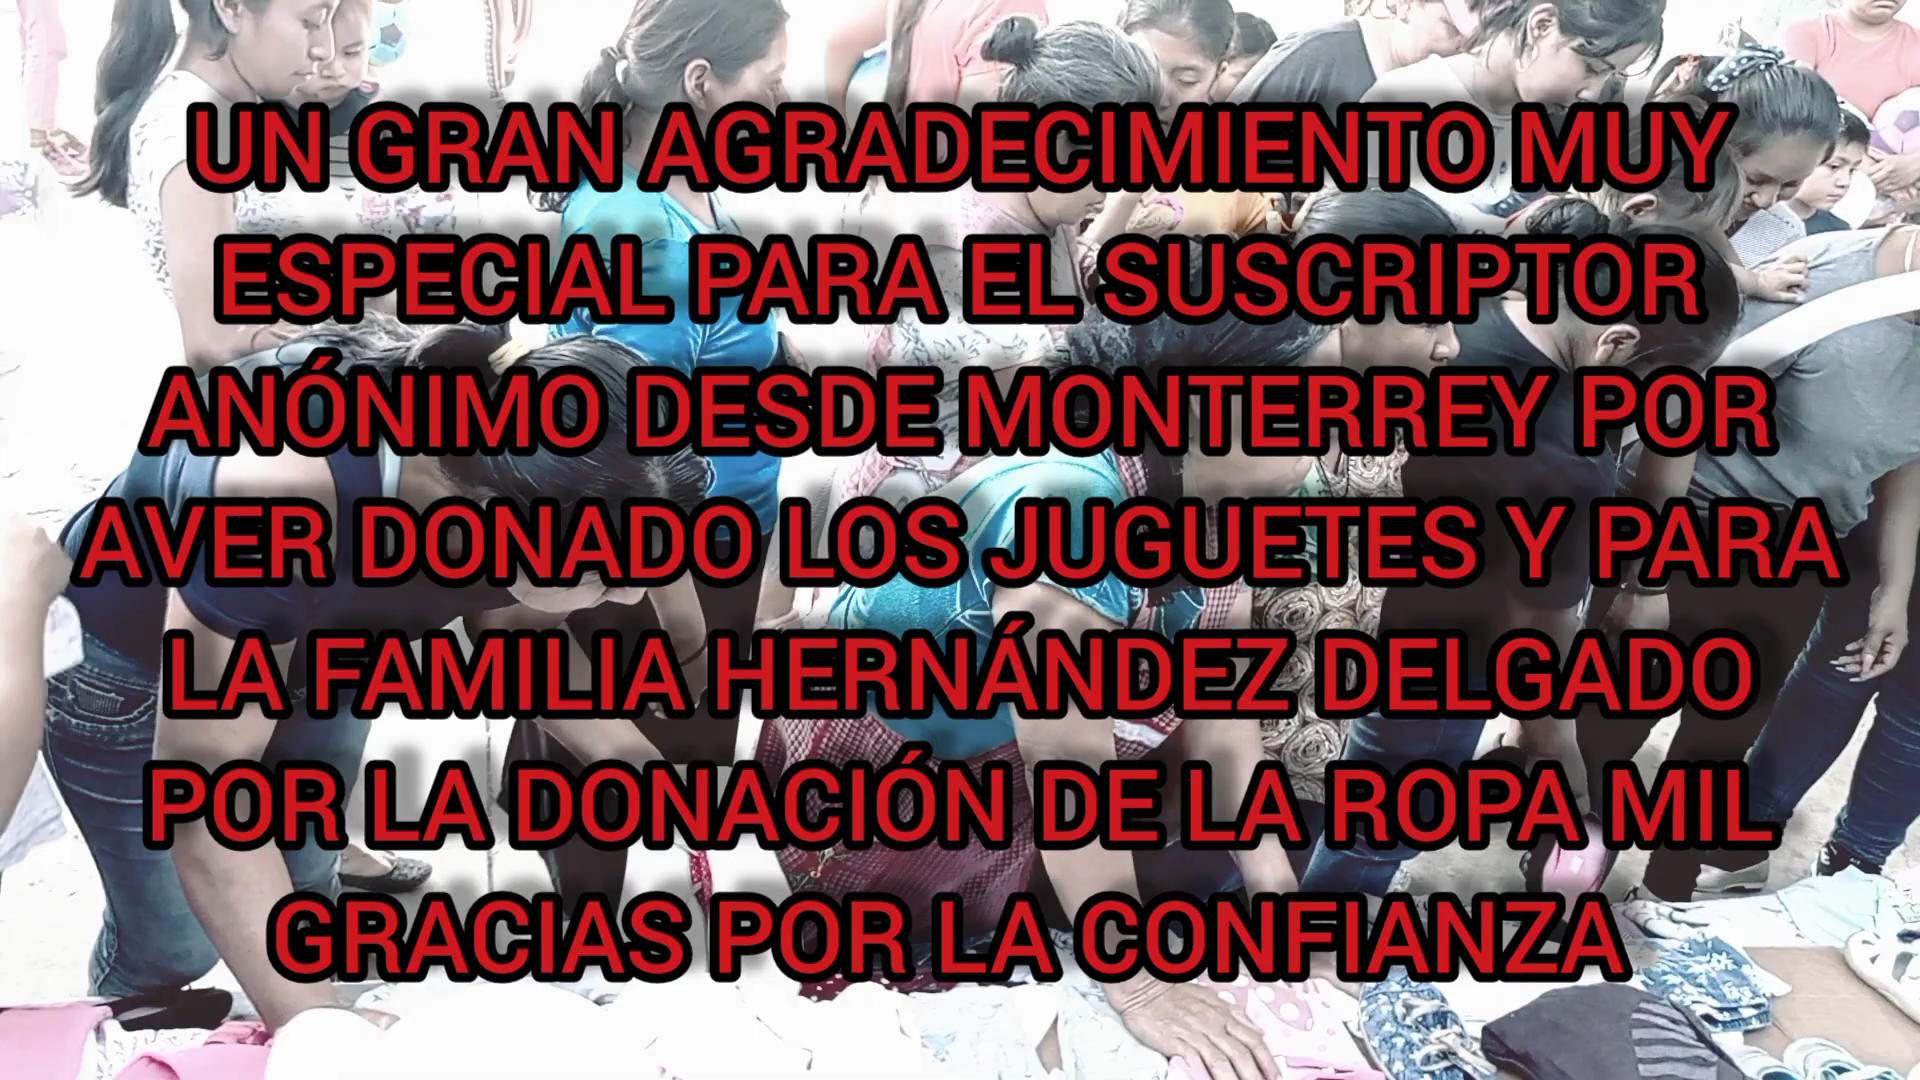 UN GRAN AGRADECIMIENTO MUY
ESPECIAL PARA EL SUSCRIPTOR
ANÓNIMO DESDE MONTERREY POR
AVER DONADO LOS JUGUETES Y PARA
LA FAMILIA HERNÁNDEZ DELGADO
POR LA DONACIÓN DE LA ROPA MIL
GRACIAS POR LA CONFIANZA